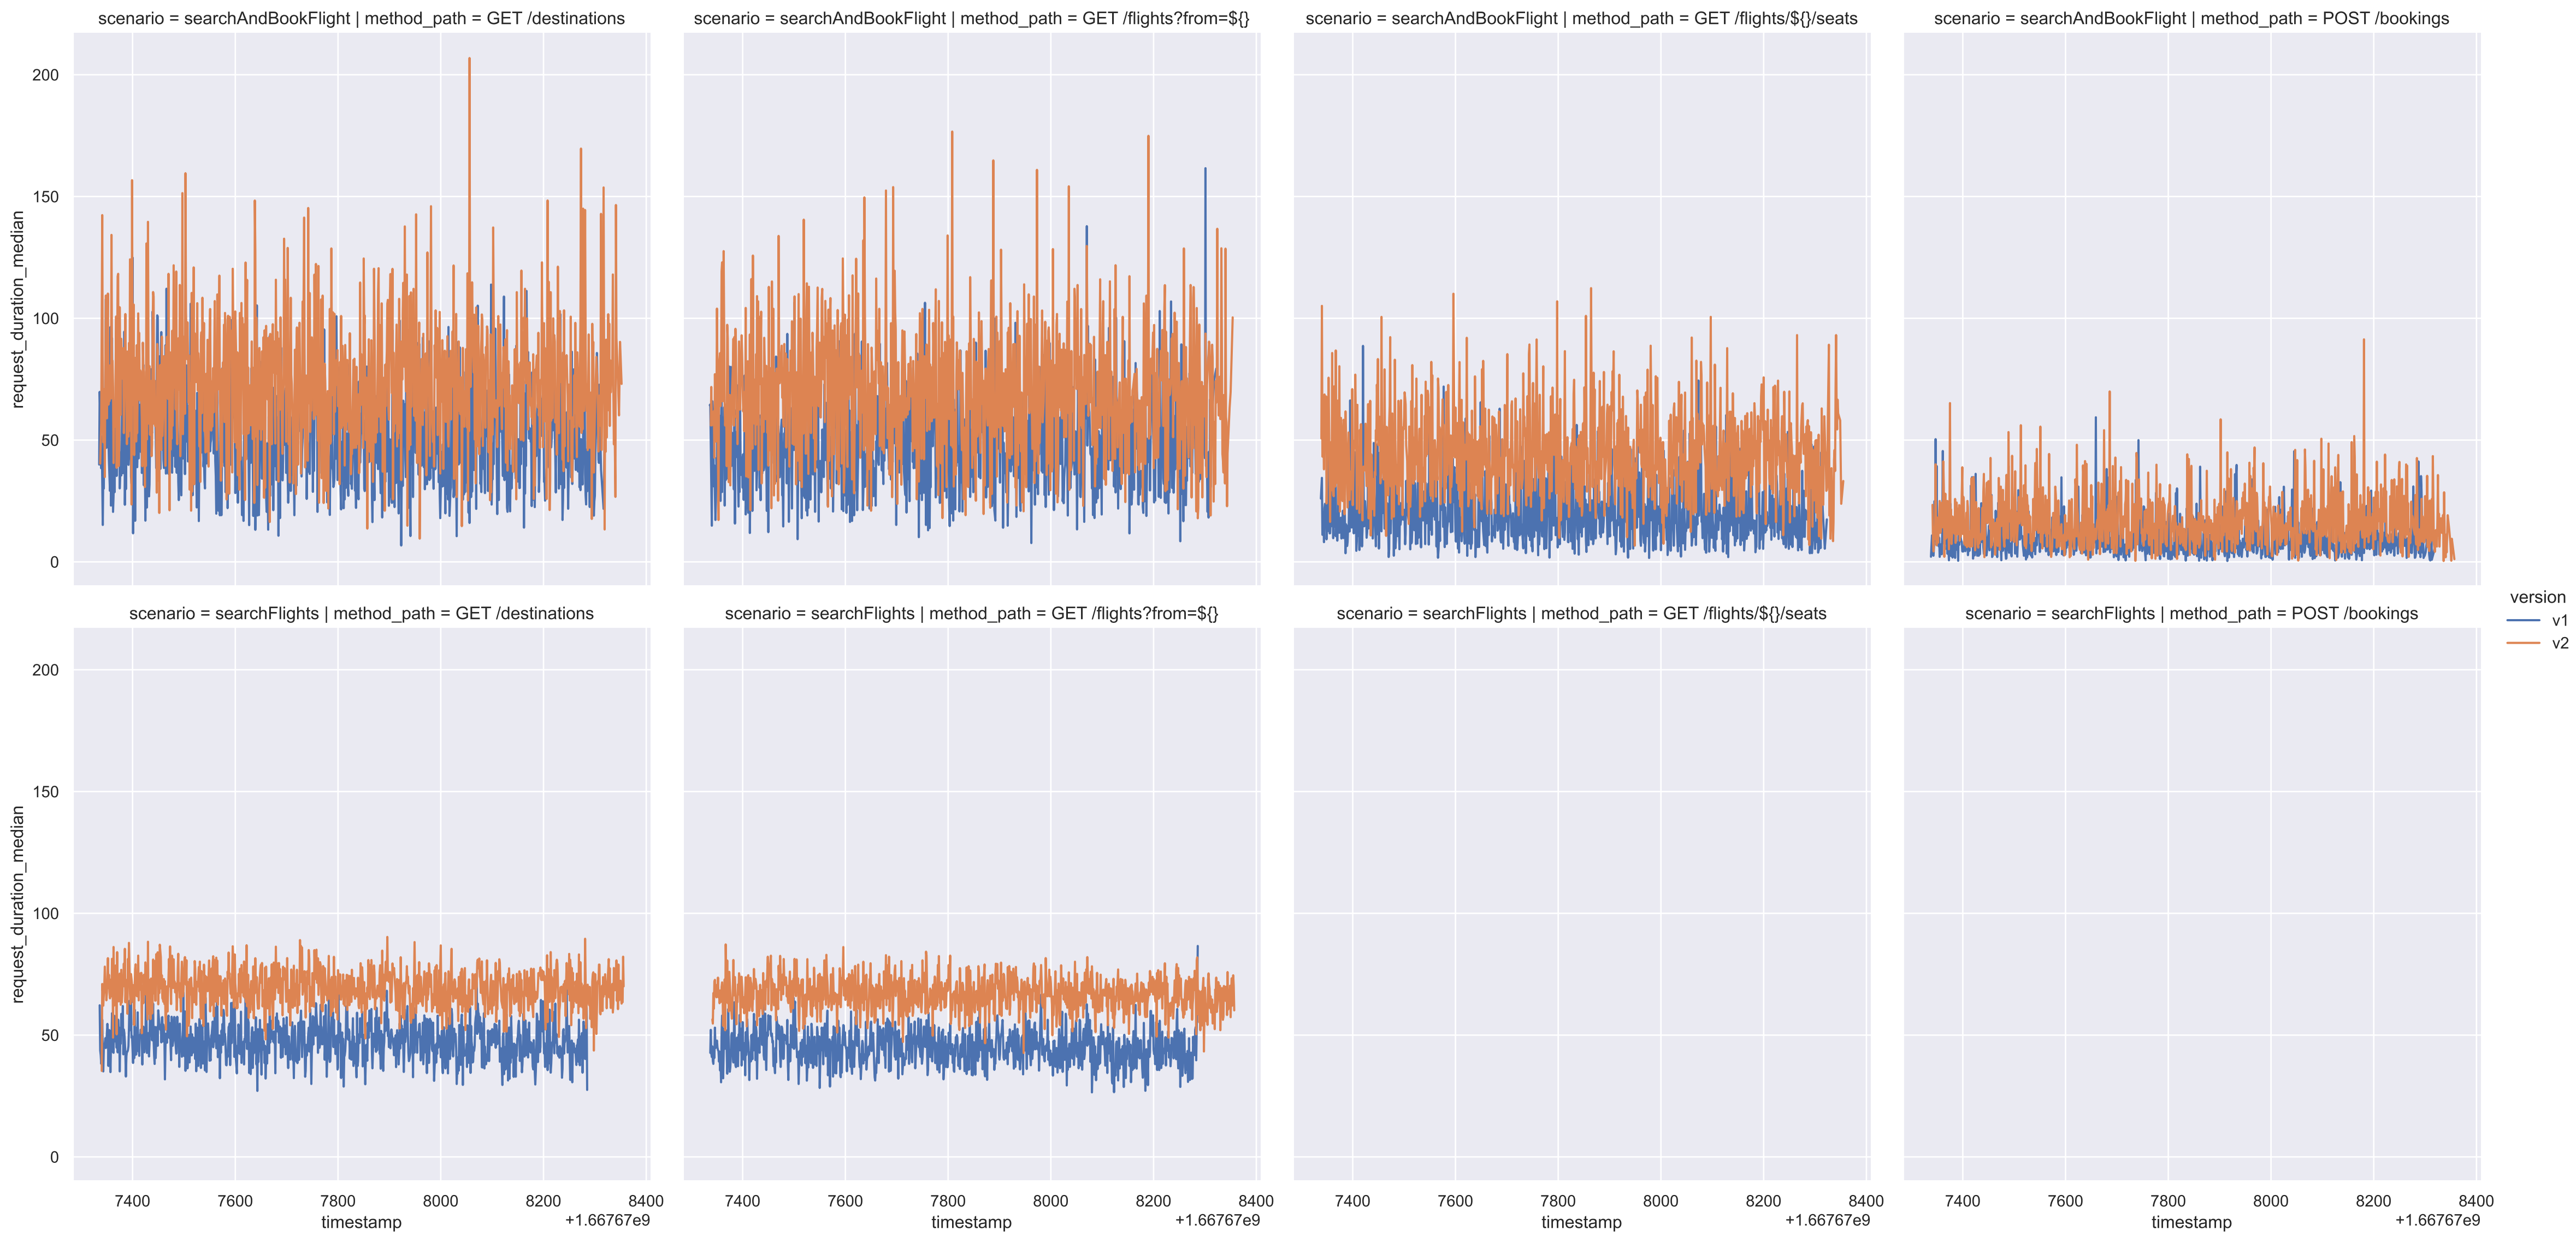 scenario = searchAndBookFlight | method_path = GET /destinations
scenario = searchAndBookFlight | method_path = GET /flights?from=${}
scenario = searchAndBookFlight | method_path = GET /flights/${}/seats
scenario = searchAndBookFlight | method_path = POST /bookings
request_duration_median
200
150
100
50
0
scenario = searchFlights | method_path = GET /destinations
scenario = searchFlights | method_path = GET /flights?from=${}
scenario = searchFlights | method_path = GET /flights/${}/seats
scenario = searchFlights | method_path = POST /bookings
version
v1
v2
request_duration_median
200
150
100
50
0
7400 7600 7800 8000 8200 8400
timestamp
+1.66767e9
7400 7600 7800 8000 8200 8400
timestamp
+1.66767e9
7400 7600 7800 8000 8200 8400
timestamp
+1.66767e9
7400 7600 7800 8000 8200 8400
timestamp
+1.66767e9